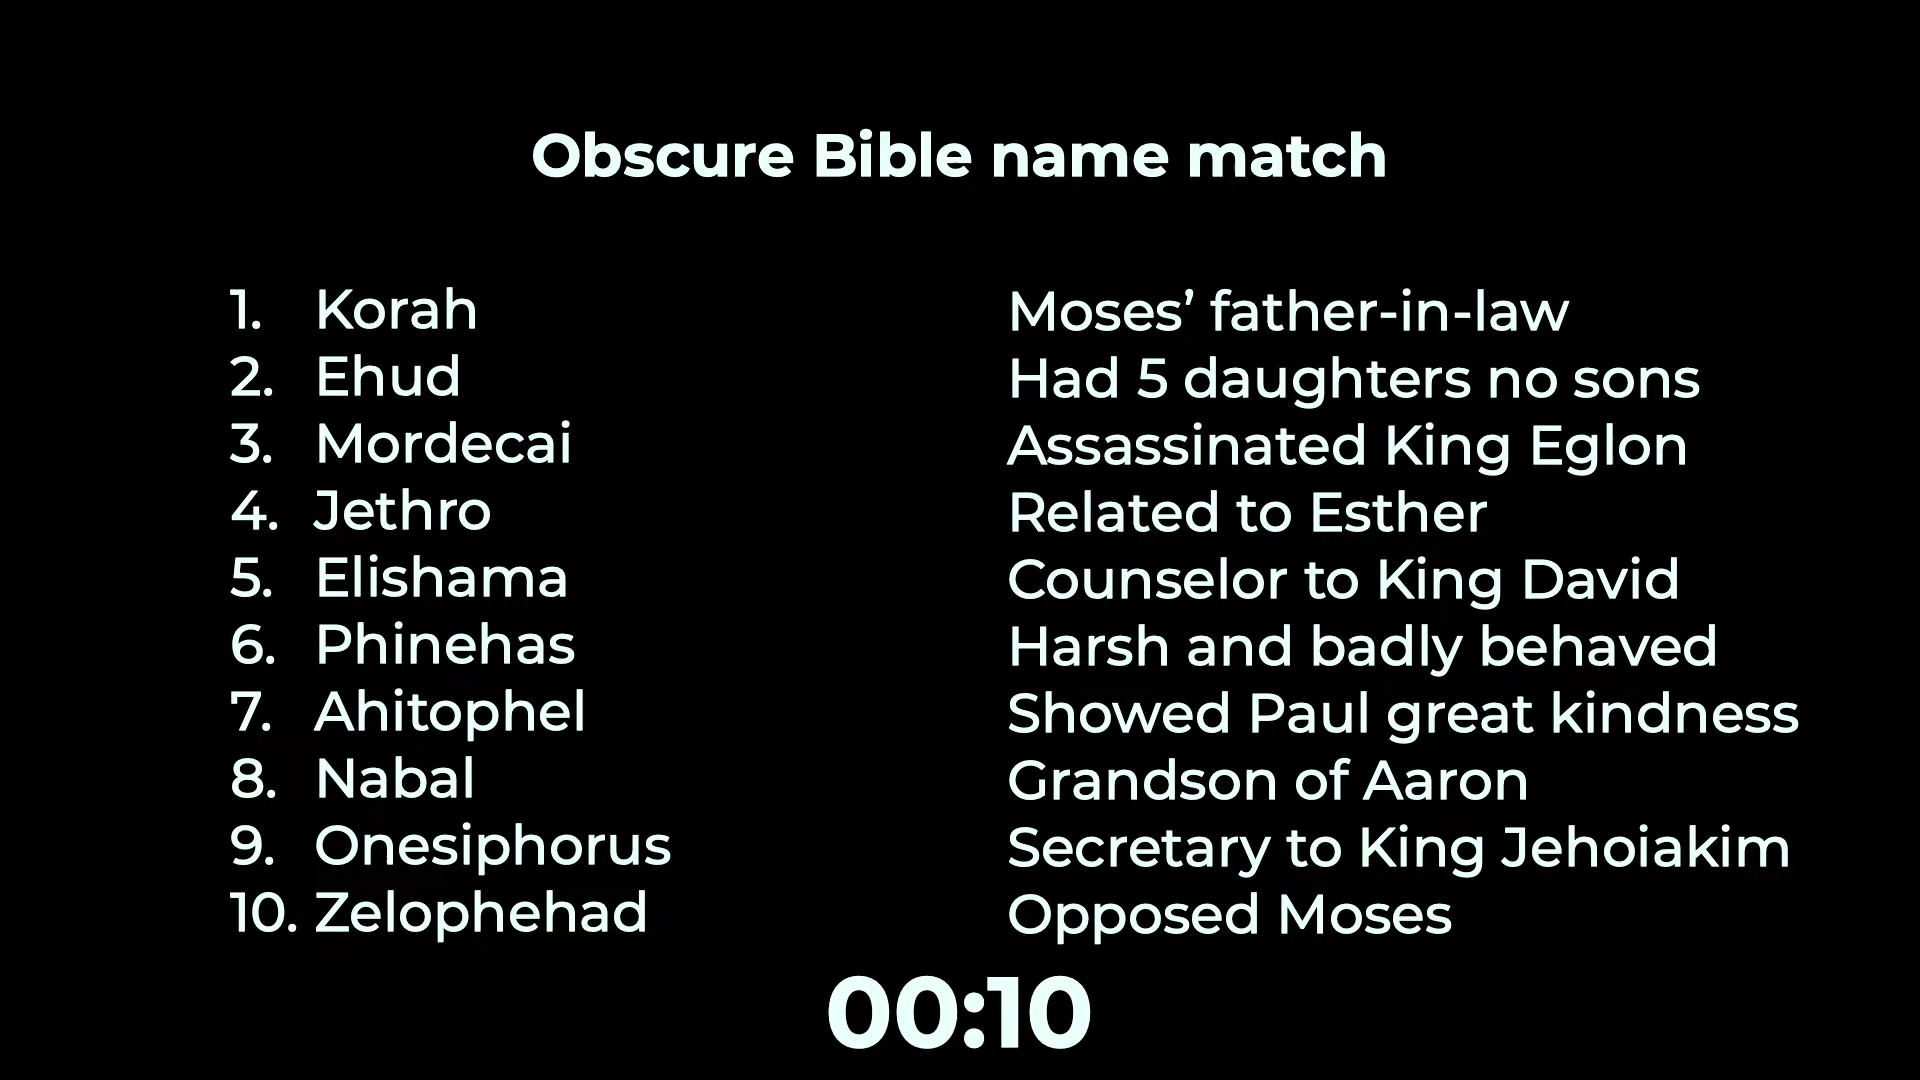 Obscure Bible name match
1. Korah
2. Ehud
3. Mordecai
4. Jethro
5. Elishama
6. Phinehas
7. Ahitophel
8. Nabal
9. Onesiphorus
10. Zelophehad
Moses’ father-in-law
Had 5 daughters no sons
Assassinated King Eglon
Related to Esther
Counselor to King David
Harsh and badly behaved
Showed Paul great kindness
Grandson of Aaron
Secretary to King Jehoiakim
Opposed Moses
00:10